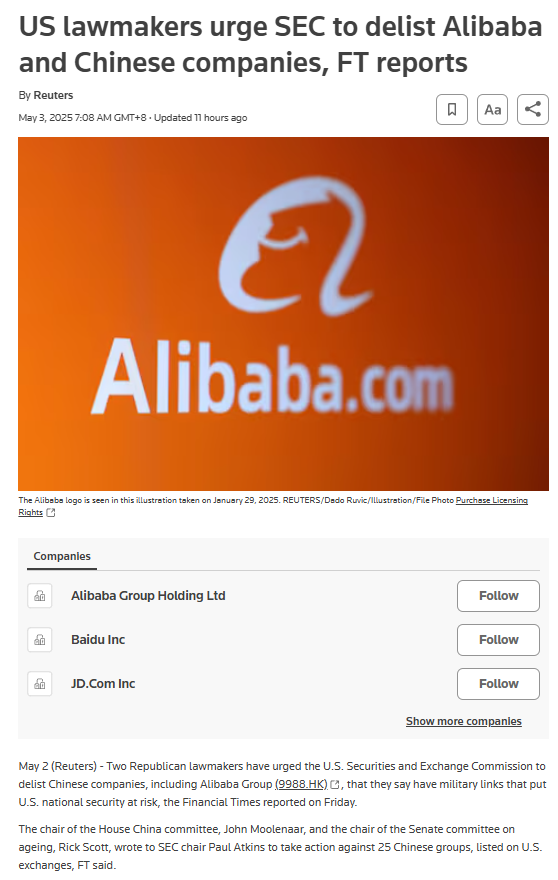 US lawmakers urge SEC to delist Alibaba
and Chinese companies, FT reports
By Reuters
May 3, 2025 7:08 AM GMT+8 · Updated 11 hours ago
Aa
Alibaba.com
The Alibaba logo is seen in this illustration taken on January 29, 2025. REUTERS/Dado Ruvic/Illustration/File Photo Purchase Licensing
Rights
Companies
Alibaba Group Holding Ltd
Follow
Baidu Inc
Follow
JD.Com Inc
Follow
Show more companies
May 2 (Reuters) - Two Republican lawmakers have urged the U.S. Securities and Exchange Commission to
delist Chinese companies, including Alibaba Group (9988.HK), that they say have military links that put
U.S. national security at risk, the Financial Times reported on Friday.
The chair of the House China committee, John Moolenaar, and the chair of the Senate committee on
ageing, Rick Scott, wrote to SEC chair Paul Atkins to take action against 25 Chinese groups, listed on U.S.
exchanges, FT said.